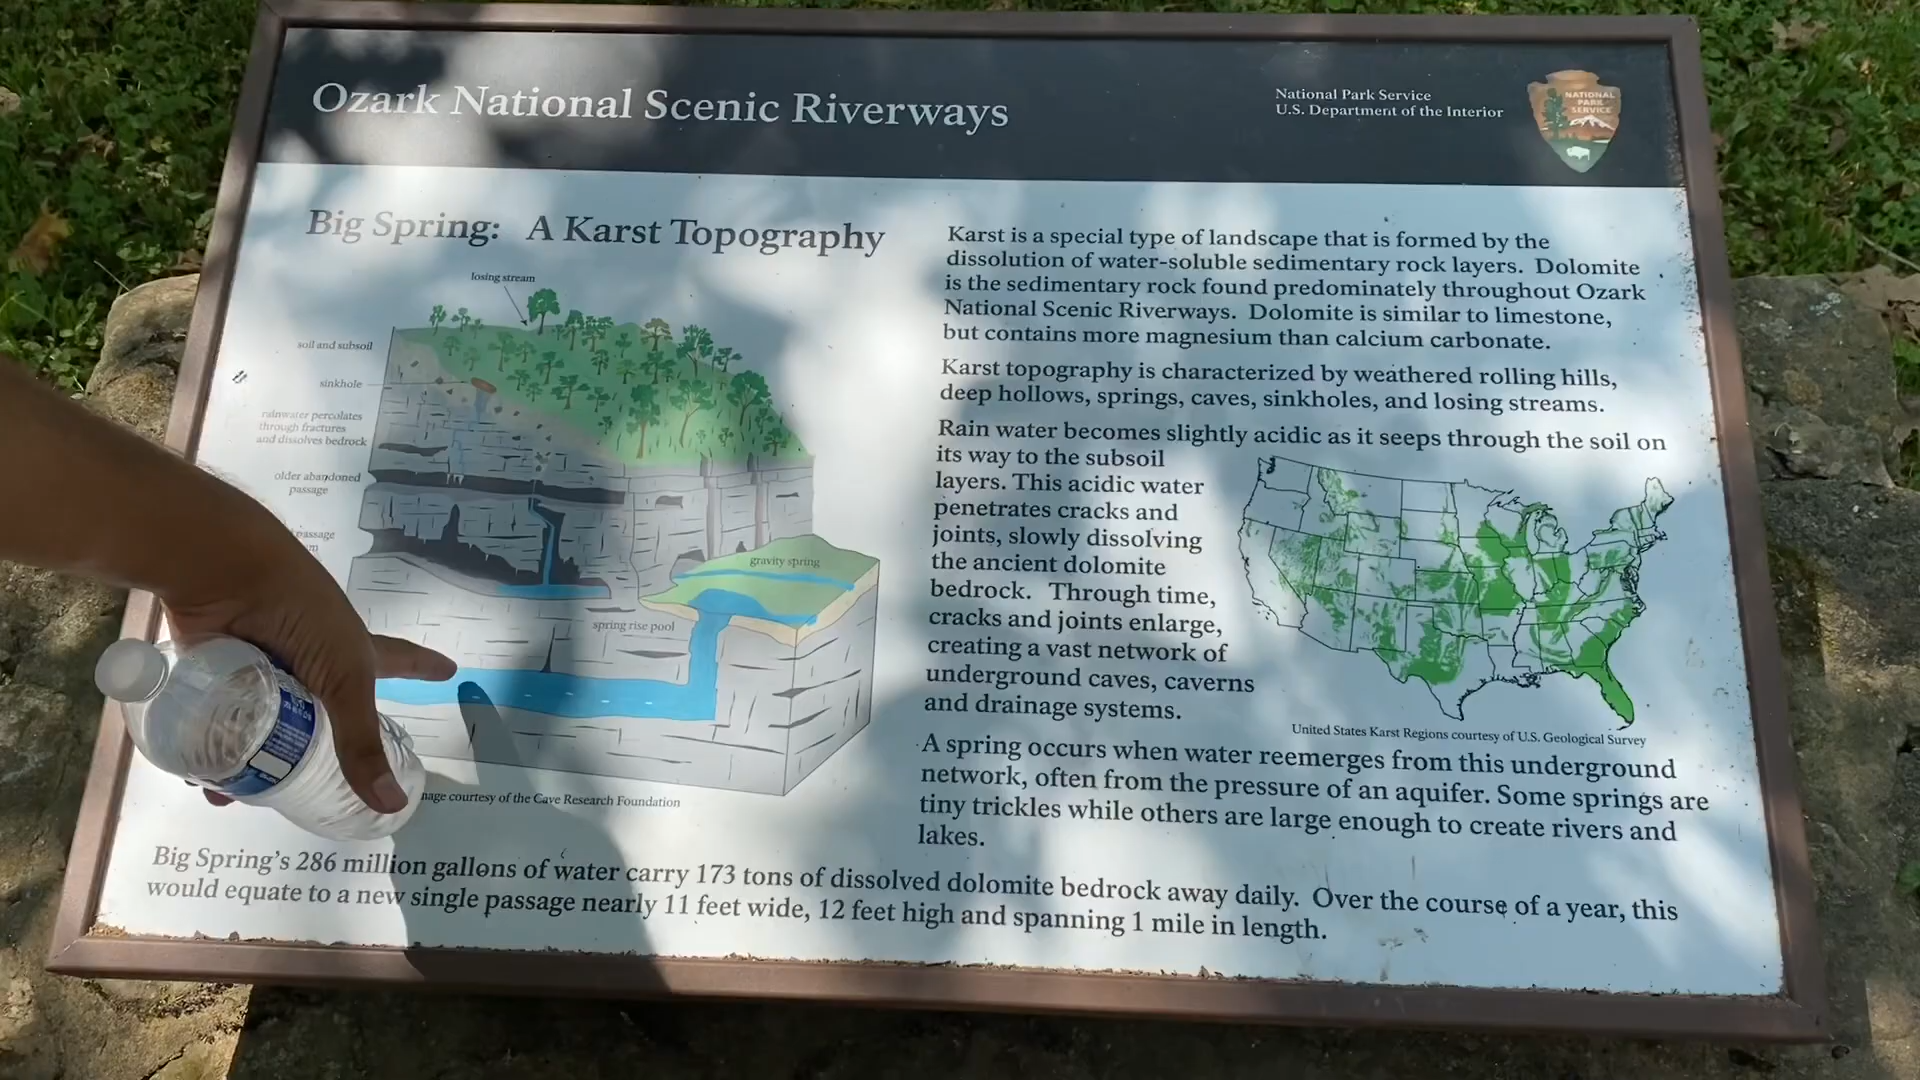 Ozark National Scenic Riverways
National Park Service
U.S. Department of the Interior
NATIONAL
PARK
SERVICE
Big Spring: A Karst Topography
losing stream
soil and subsoil
sinkhole
rainwater percolates
through fractures
and dissolves bedrock
older abandoned
passage
passage
gravity spring
spring rise pool
courtesy of the Cave Research Foundation
Karst is a special type of landscape that is formed by the
dissolution of water-soluble sedimentary rock layers. Dolomite
is the sedimentary rock found predominately throughout Ozark
National Scenic Riverways. Dolomite is similar to limestone,
but contains more magnesium than calcium carbonate.
Karst topography is characterized by weathered rolling hills,
deep hollows, springs, caves, sinkholes, and losing streams.
Rain water becomes slightly acidic as it seeps through the soil on
its way to the subsoil
layers. This acidic water
penetrates cracks and
joints, slowly dissolving
the ancient dolomite
bedrock. Through time,
cracks and joints enlarge,
creating a vast network of
underground caves, caverns
and drainage systems.
United States Karst Regions courtesy of U.S. Geological Survey
A spring occurs when water reemerges from this underground
network, often from the pressure of an aquifer. Some springs are
tiny trickles while others are large enough to create rivers and
lakes.
Big Spring's 286 million gallons of water carry 173 tons of dissolved dolomite bedrock away daily. Over the course of a year, this
would equate to a new single passage nearly 11 feet wide, 12 feet high and spanning 1 mile in length.